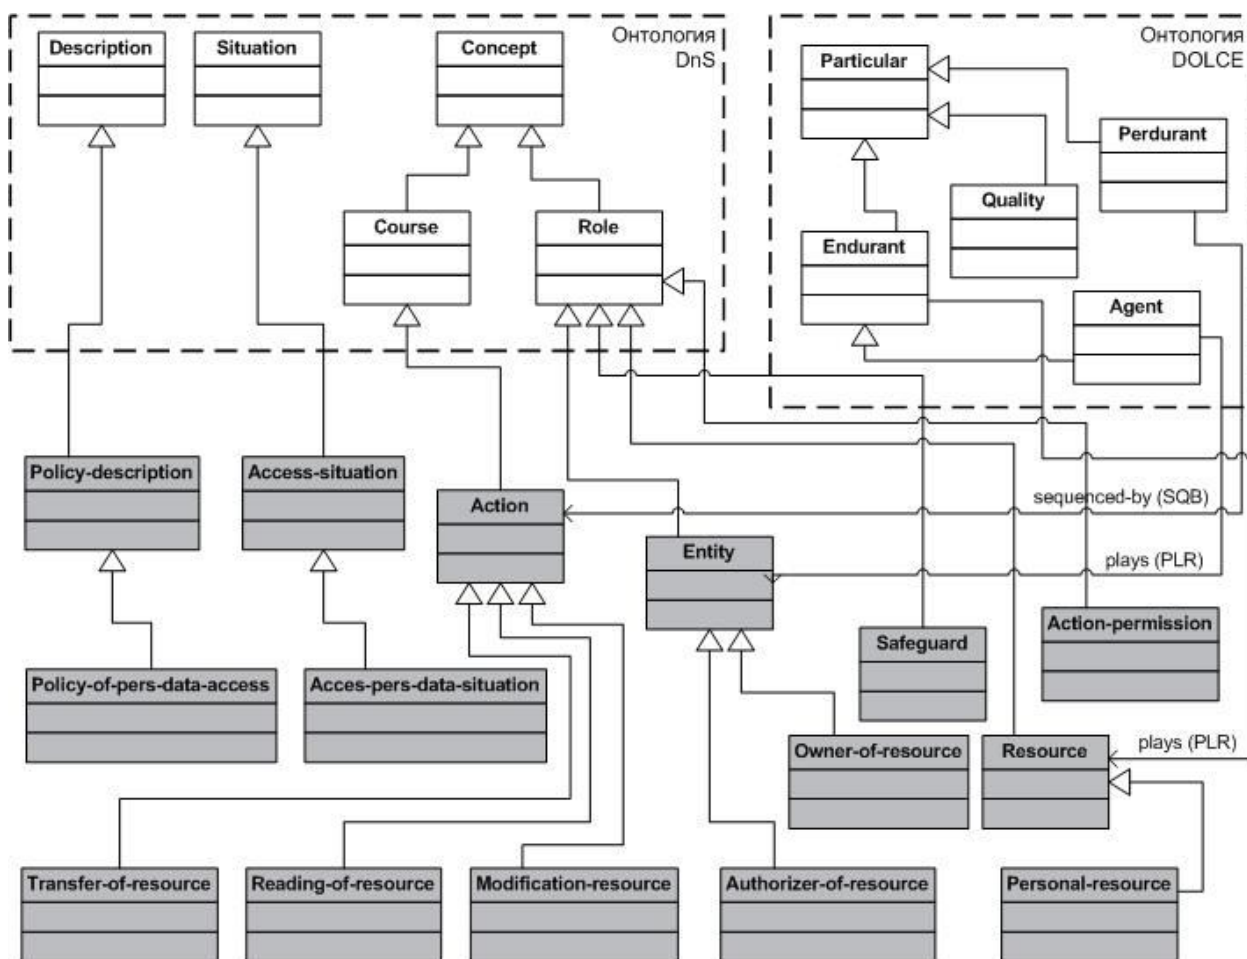 Description
Situation
Concept
Онтология
DnS
Онтология
DOLCE
Particular
Perdurant
Quality
Course
Role
Endurant
Agent
Policy-description
Access-situation
Action
sequenced-by (SQB)
Entity
plays (PLR)
Action-permission
Safeguard
Policy-of-pers-data-access
Acces-pers-data-situation
Owner-of-resource
Resource
plays (PLR)
Transfer-of-resource
Reading-of-resource
Modification-resource
Authorizer-of-resource
Personal-resource